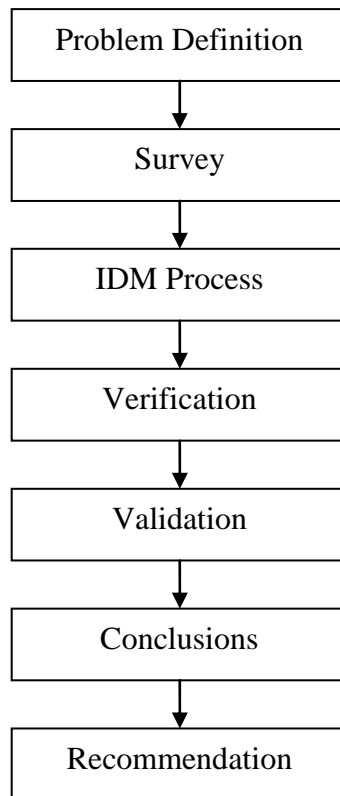 Problem Definition
Survey
IDM Process
Verification
Validation
Conclusions
Recommendation